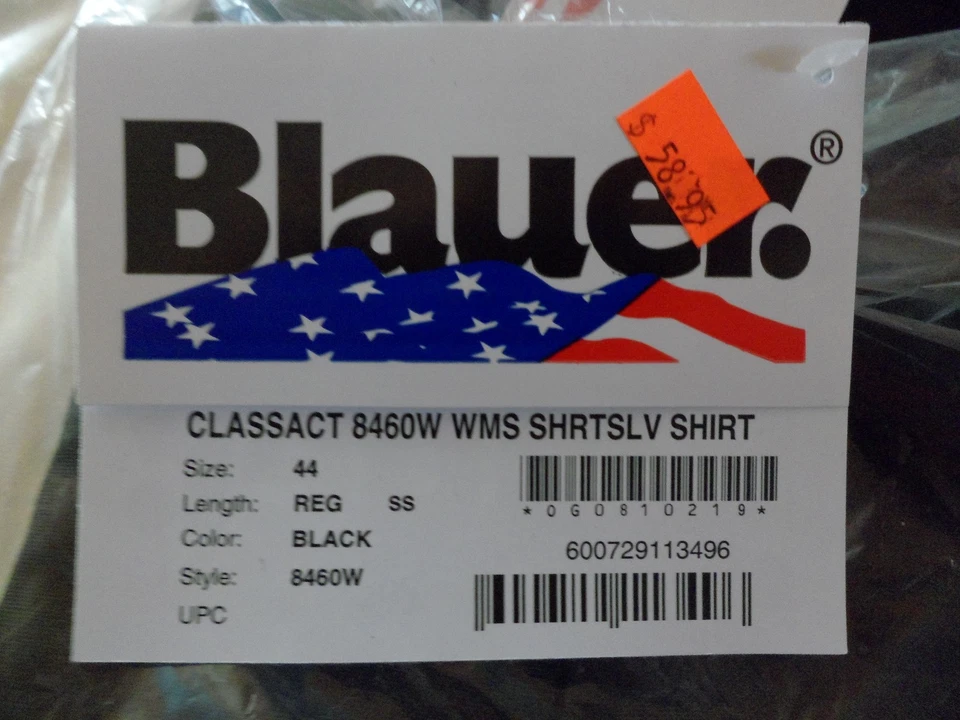 Blauer.®
$ 58.95
CLASSACT 8460W WMS SHRTSLV SHIRT
Size: 44
Length: REG SS
Color: BLACK
Style: 8460W
UPC
*0G0810219*
600729113496